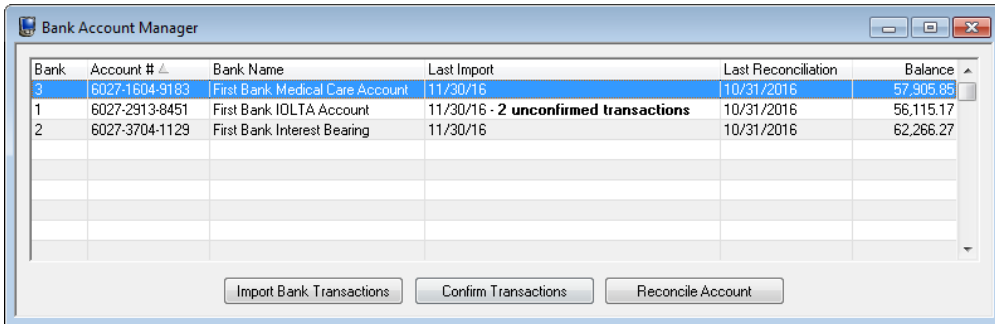 Bank Account Manager
Bank Account # Bank Name Last Import Last Reconciliation Balance
3 6027-1604-9183 First Bank Medical Care Account 11/30/16 10/31/2016 57,905.85
1 6027-2913-8451 First Bank IOLTA Account 11/30/16 - 2 unconfirmed transactions 10/31/2016 56,115.17
2 6027-3704-1129 First Bank Interest Bearing 11/30/16 10/31/2016 62,266.27
Import Bank Transactions Confirm Transactions Reconcile Account